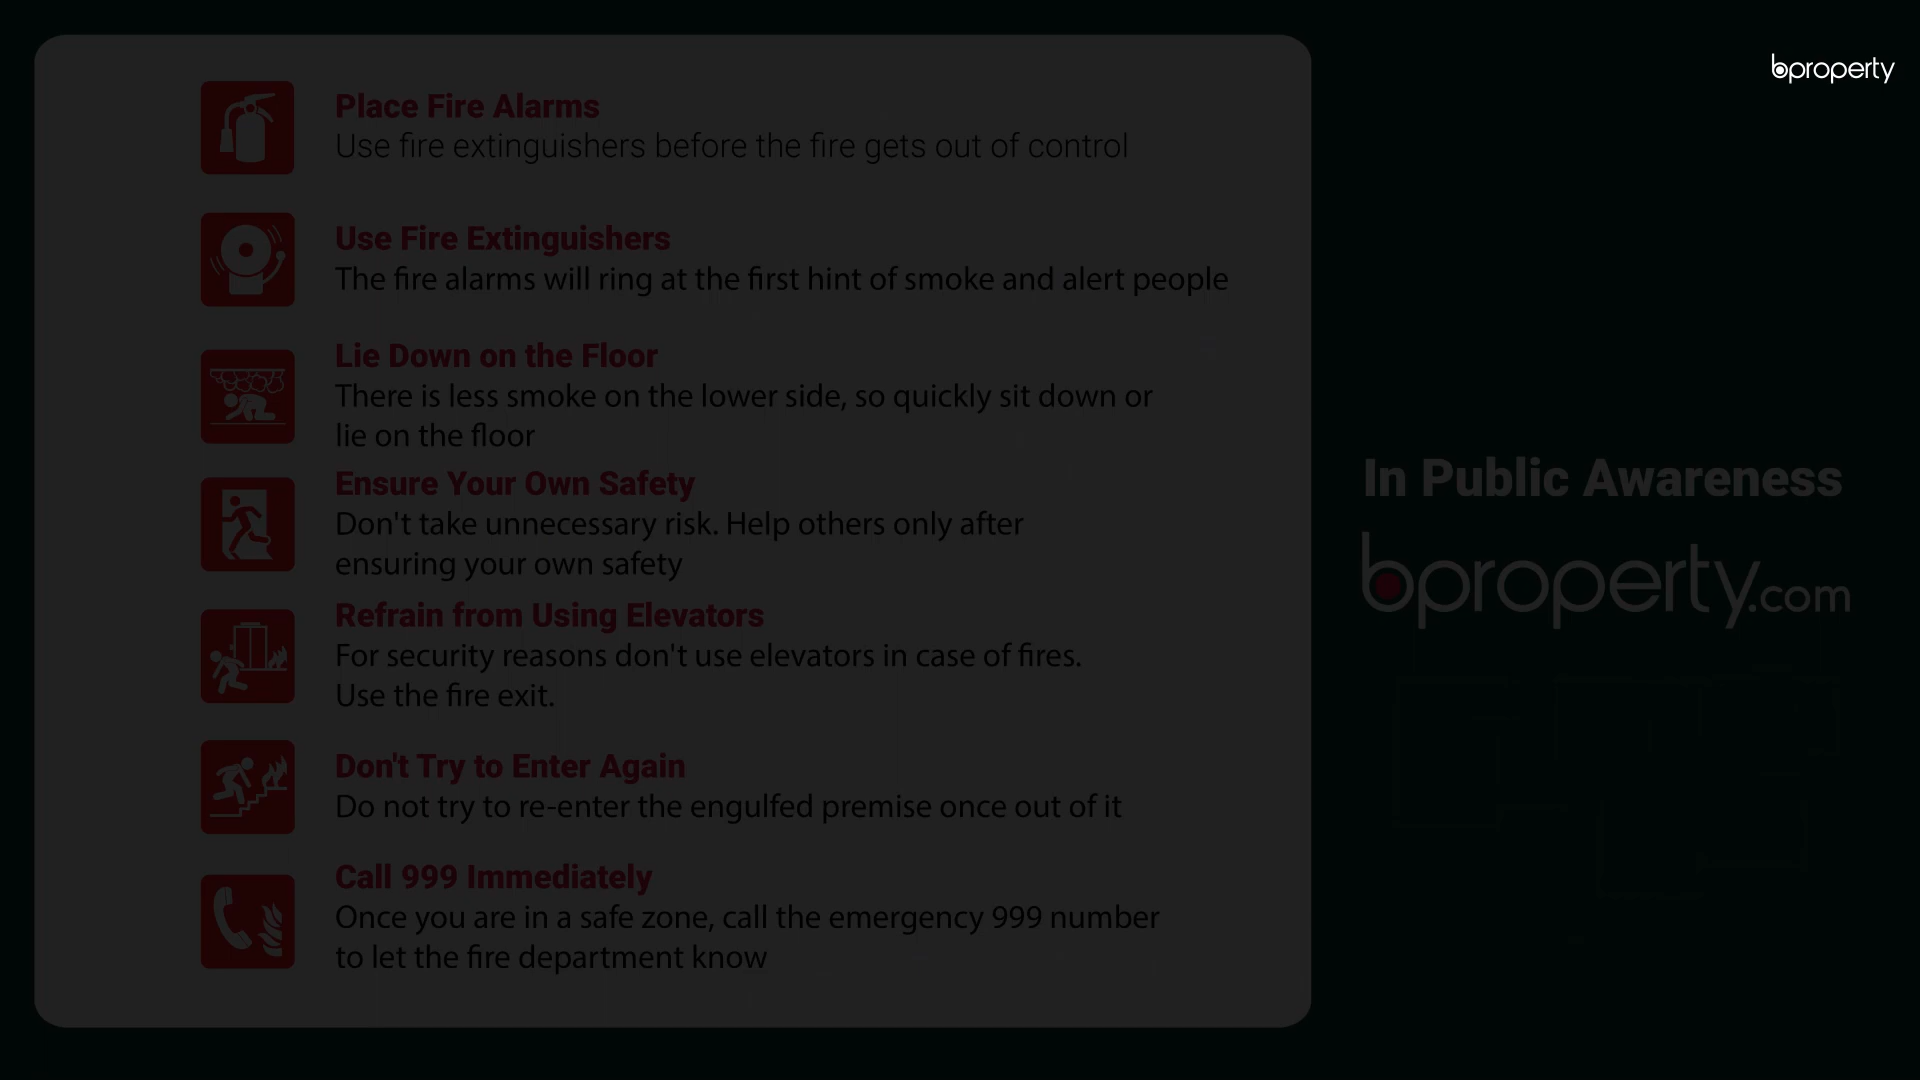 bproperty
Place Fire Alarms
Use fire extinguishers before the fire gets out of control
Use Fire Extinguishers
The fire alarms will ring at the first hint of smoke and alert people
Lie Down on the Floor
There is less smoke on the lower side, so quickly sit down or
lie on the floor
Ensure Your Own Safety
Don't take unnecessary risk. Help others only after
ensuring your own safety
Refrain from Using Elevators
For security reasons don't use elevators in case of fires.
Use the fire exit.
Don't Try to Enter Again
Do not try to re-enter the engulfed premise once out of it
Call 999 Immediately
Once you are in a safe zone, call the emergency 999 number
to let the fire department know
In Public Awareness
bproperty.com